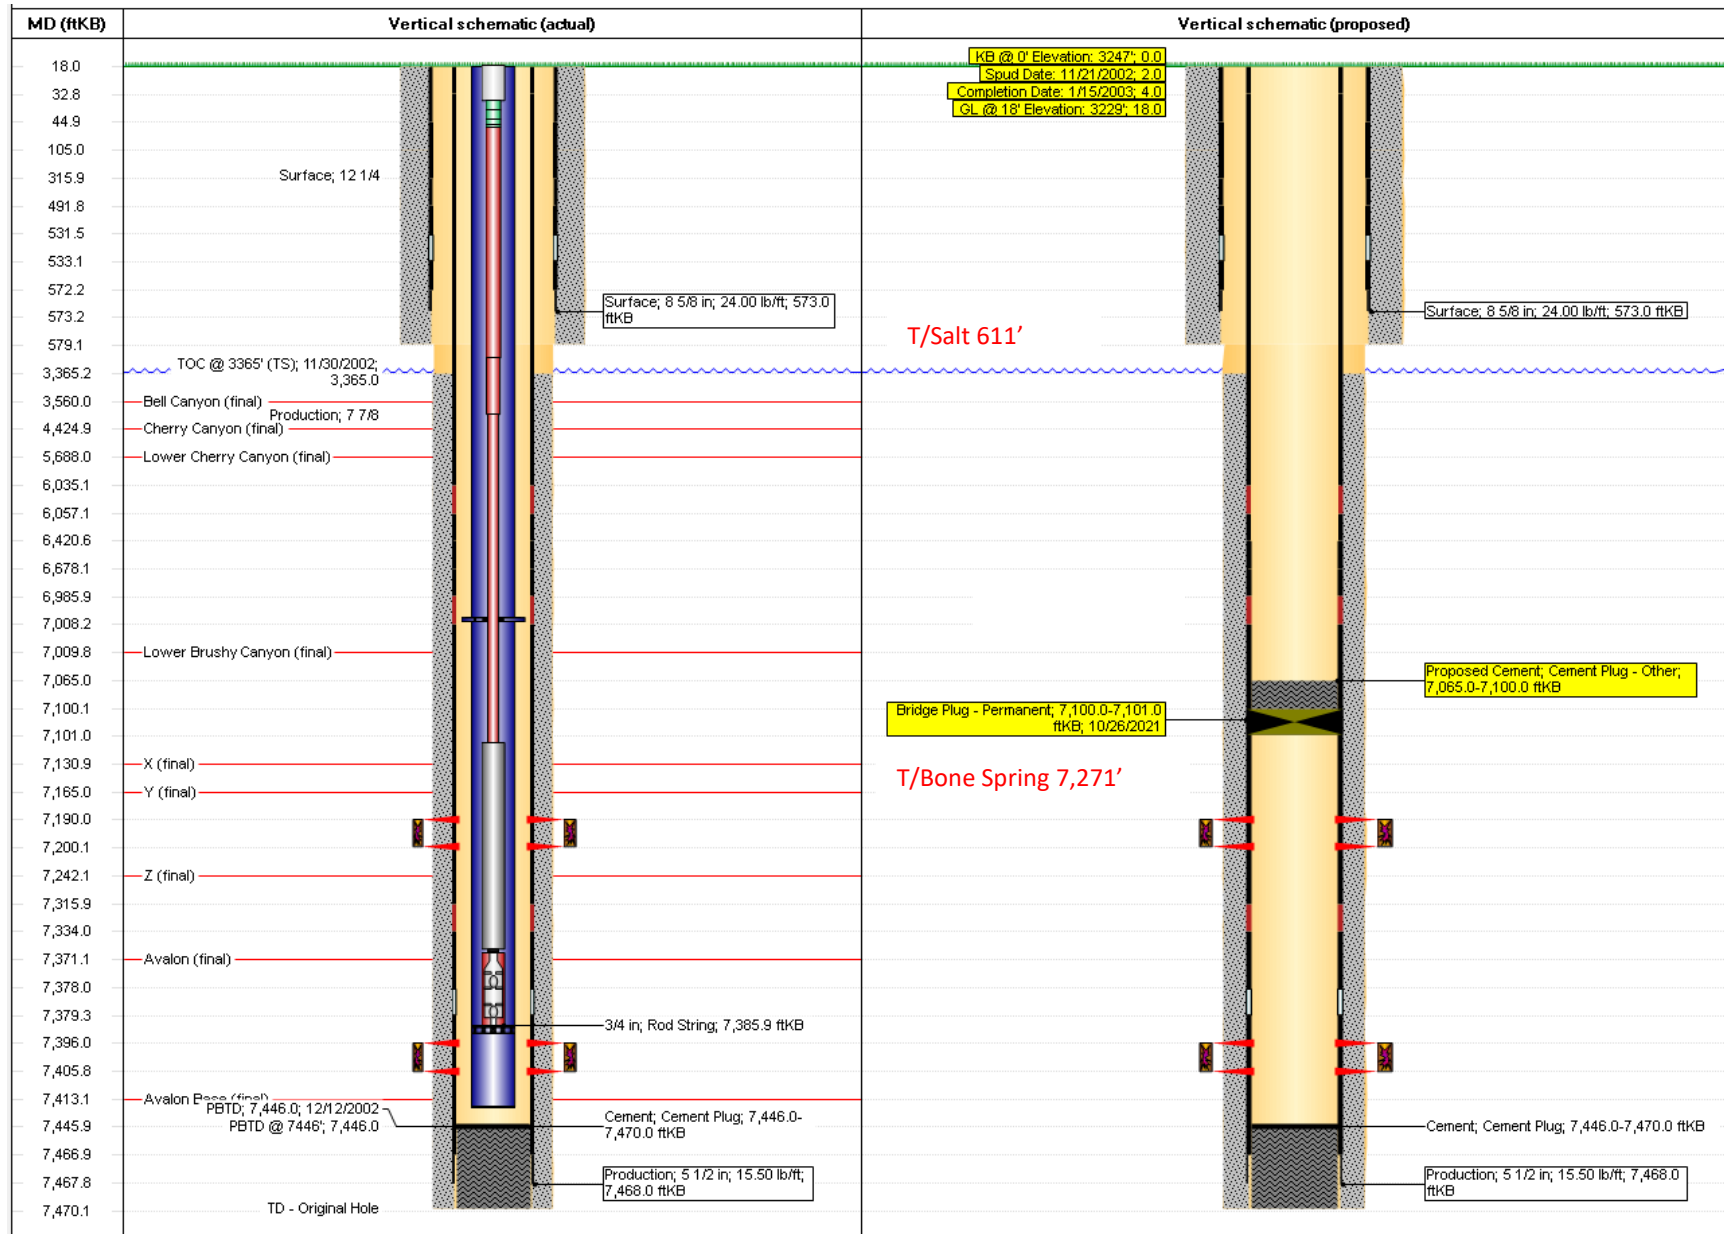 MD (ftKB)
Vertical schematic (actual)
Vertical schematic (proposed)
18.0
32.8
44.9
105.0
315.9
491.8
531.5
533.1
572.2
573.2
579.1
3,365.2
3,560.0
4,424.9
5,688.0
6,035.1
6,057.1
6,420.6
6,678.1
6,985.9
7,008.2
7,009.8
7,065.0
7,100.1
7,101.0
7,130.9
7,165.0
7,190.0
7,200.1
7,242.1
7,315.9
7,334.0
7,371.1
7,378.0
7,379.3
7,396.0
7,405.8
7,413.1
7,445.9
7,466.9
7,467.8
7,470.1
Surface; 12 1/4
Surface; 8 5/8 in; 24.00 lb/ft; 573.0
ftKB
TOC @ 3365' (TS); 11/30/2002;
3,365.0
Bell Canyon (final)
Production; 7 7/8
Cherry Canyon (final)
Lower Cherry Canyon (final)
Lower Brushy Canyon (final)
X (final)
Y (final)
Z (final)
Avalon (final)
3/4 in; Rod String; 7,385.9 ftKB
Avalon Base (final)
PBTD; 7,446.0; 12/12/2002
PBTD @ 7446'; 7,446.0
Cement; Cement Plug; 7,446.0-
7,470.0 ftKB
Production; 5 1/2 in; 15.50 lb/ft;
7,468.0 ftKB
TD - Original Hole
KB @ 0' Elevation: 3247'; 0.0
Spud Date: 11/21/2002; 2.0
Completion Date: 1/15/2003; 4.0
GL @ 18' Elevation: 3229'; 18.0
Surface; 8 5/8 in; 24.00 lb/ft; 573.0 ftKB
T/Salt 611’
Proposed Cement; Cement Plug - Other;
7,065.0-7,100.0 ftKB
Bridge Plug - Permanent; 7,100.0-7,101.0
ftKB; 10/26/2021
T/Bone Spring 7,271’
Cement; Cement Plug; 7,446.0-7,470.0 ftKB
Production; 5 1/2 in; 15.50 lb/ft; 7,468.0
ftKB